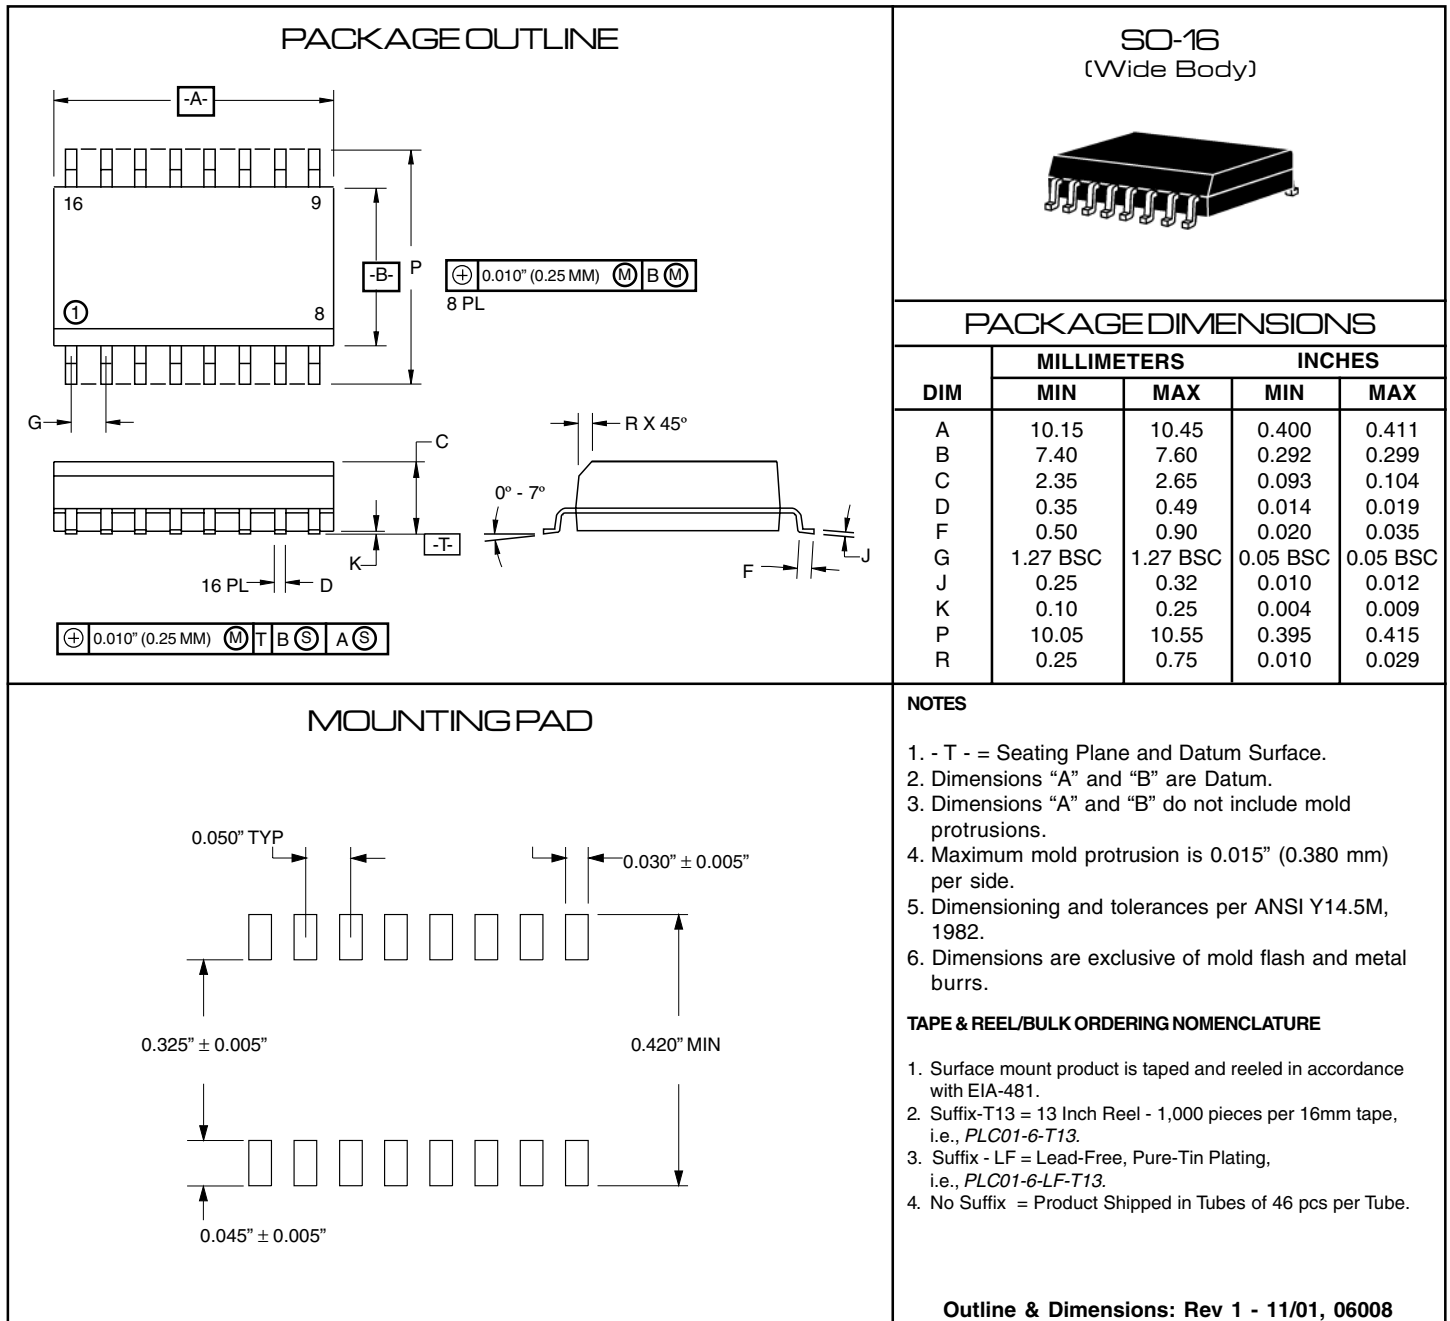 PACKAGE OUTLINE
-A-
16
9
1
8
-B-
P
0.010” (0.25 MM) M B M
8 PL
G
C
K
-T-
16 PL
D
0.010” (0.25 MM) M T B S A S
R X 45º
0º - 7º
F
J
SO-16
(Wide Body)
PACKAGE DIMENSIONS
MILLIMETERS INCHES
DIM MIN MAX MIN MAX
A 10.15 10.45 0.400 0.411
B 7.40 7.60 0.292 0.299
C 2.35 2.65 0.093 0.104
D 0.35 0.49 0.014 0.019
F 0.50 0.90 0.020 0.035
G 1.27 BSC 1.27 BSC 0.05 BSC 0.05 BSC
J 0.25 0.32 0.010 0.012
K 0.10 0.25 0.004 0.009
P 10.05 10.55 0.395 0.415
R 0.25 0.75 0.010 0.029
MOUNTING PAD
0.050” TYP
0.030” ± 0.005”
0.325” ± 0.005”
0.420” MIN
0.045” ± 0.005”
NOTES
1. - T - = Seating Plane and Datum Surface.
2. Dimensions “A” and “B” are Datum.
3. Dimensions “A” and “B” do not include mold
protrusions.
4. Maximum mold protrusion is 0.015” (0.380 mm)
per side.
5. Dimensioning and tolerances per ANSI Y14.5M,
1982.
6. Dimensions are exclusive of mold flash and metal
burrs.
TAPE & REEL/BULK ORDERING NOMENCLATURE
1. Surface mount product is taped and reeled in accordance
with EIA-481.
2. Suffix-T13 = 13 Inch Reel - 1,000 pieces per 16mm tape,
i.e., PLC01-6-T13.
3. Suffix - LF = Lead-Free, Pure-Tin Plating,
i.e., PLC01-6-LF-T13.
4. No Suffix = Product Shipped in Tubes of 46 pcs per Tube.
Outline & Dimensions: Rev 1 - 11/01, 06008